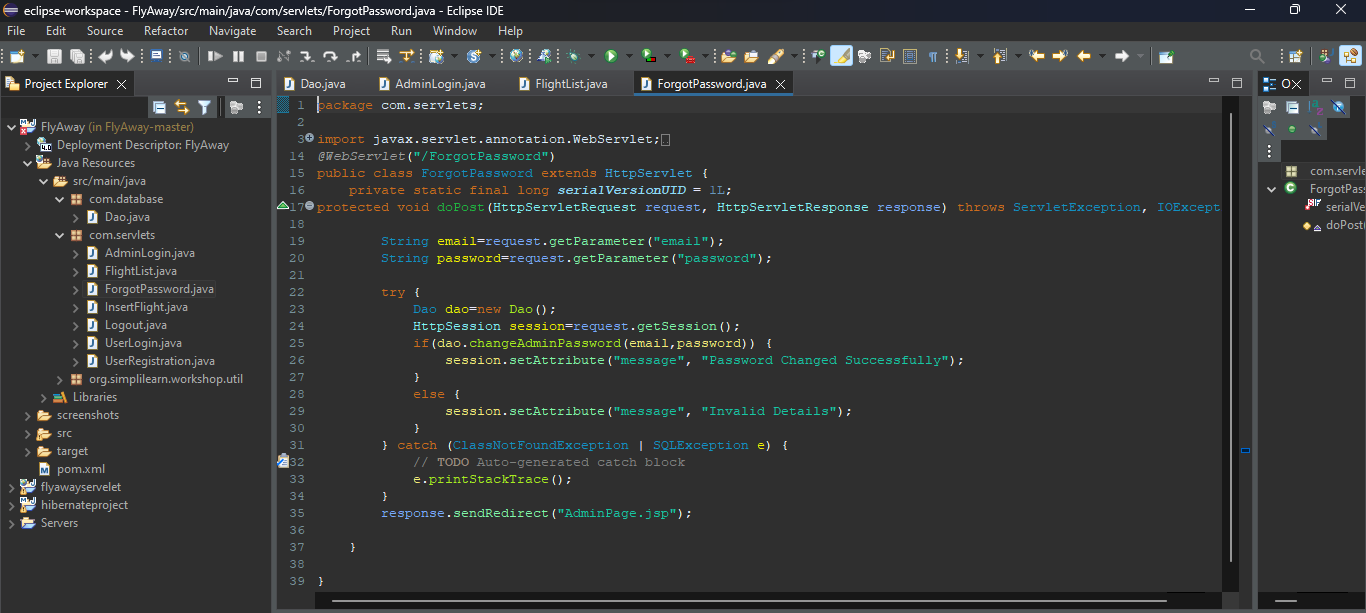 eclipse-workspace - FlyAway/src/main/java/com/servlets/ForgotPassword.java - Eclipse IDE
File Edit Source Refactor Navigate Search Project Run Window Help
Project Explorer
Dao.java AdminLogin.java FlightList.java ForgotPassword.java
FlyAway (in FlyAway-master)
Deployment Descriptor: FlyAway
Java Resources
src/main/java
com.database
Dao.java
com.servlets
AdminLogin.java
FlightList.java
ForgotPassword.java
InsertFlight.java
Logout.java
UserLogin.java
UserRegistration.java
org.simplilearn.workshop.util
Libraries
screenshots
src
target
pom.xml
flyawayservelet
hibernateproject
Servers
1 package com.servlets;
2
3 import javax.servlet.annotation.WebServlet;
14 @WebServlet("/ForgotPassword")
15 public class ForgotPassword extends HttpServlet {
16 private static final long serialVersionUID = 1L;
17 protected void doPost(HttpServletRequest request, HttpServletResponse response) throws ServletException, IOExcept
18
19 String email=request.getParameter("email");
20 String password=request.getParameter("password");
21
22 try {
23 Dao dao=new Dao();
24 HttpSession session=request.getSession();
25 if(dao.changeAdminPassword(email,password)) {
26 session.setAttribute("message", "Password Changed Successfully");
27 }
28 else {
29 session.setAttribute("message", "Invalid Details");
30 }
31 } catch (ClassNotFoundException | SQLException e) {
32 // TODO Auto-generated catch block
33 e.printStackTrace();
34 }
35 response.sendRedirect("AdminPage.jsp");
36
37 }
38
39 }
O
com.servle
ForgotPas
serialVe
doPost(